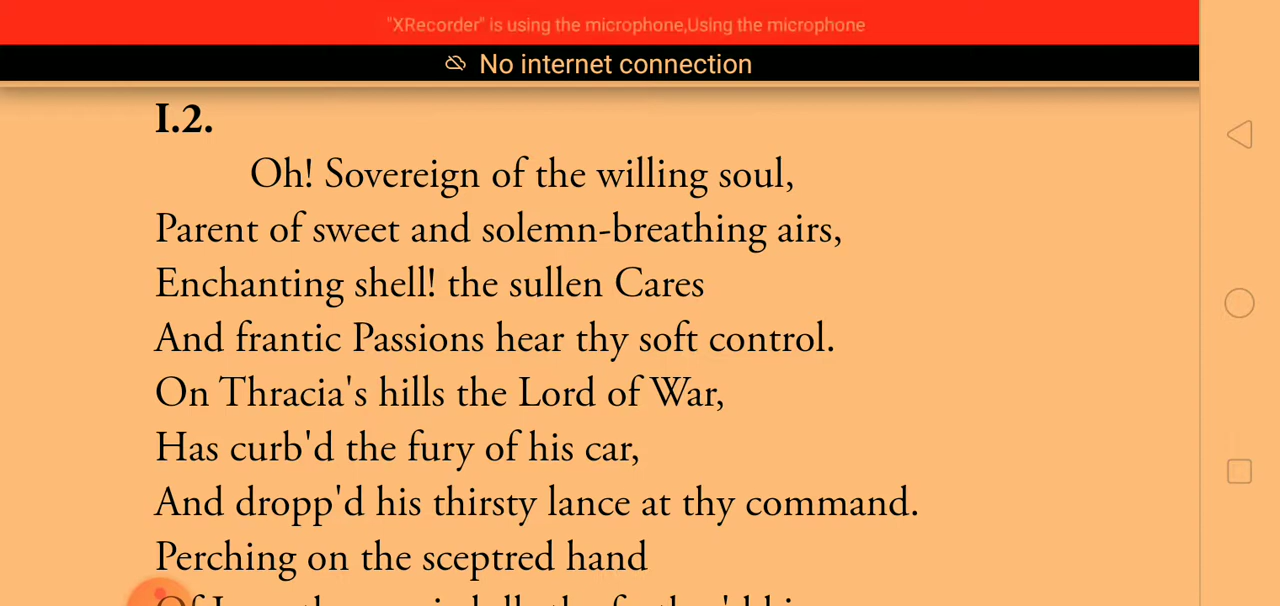 "XRecorder" is using the microphone,Using the microphone
No internet connection
I.2.
Oh! Sovereign of the willing soul,
Parent of sweet and solemn-breathing airs,
Enchanting shell! the sullen Cares
And frantic Passions hear thy soft control.
On Thracia's hills the Lord of War,
Has curb'd the fury of his car,
And dropp'd his thirsty lance at thy command.
Perching on the sceptred hand